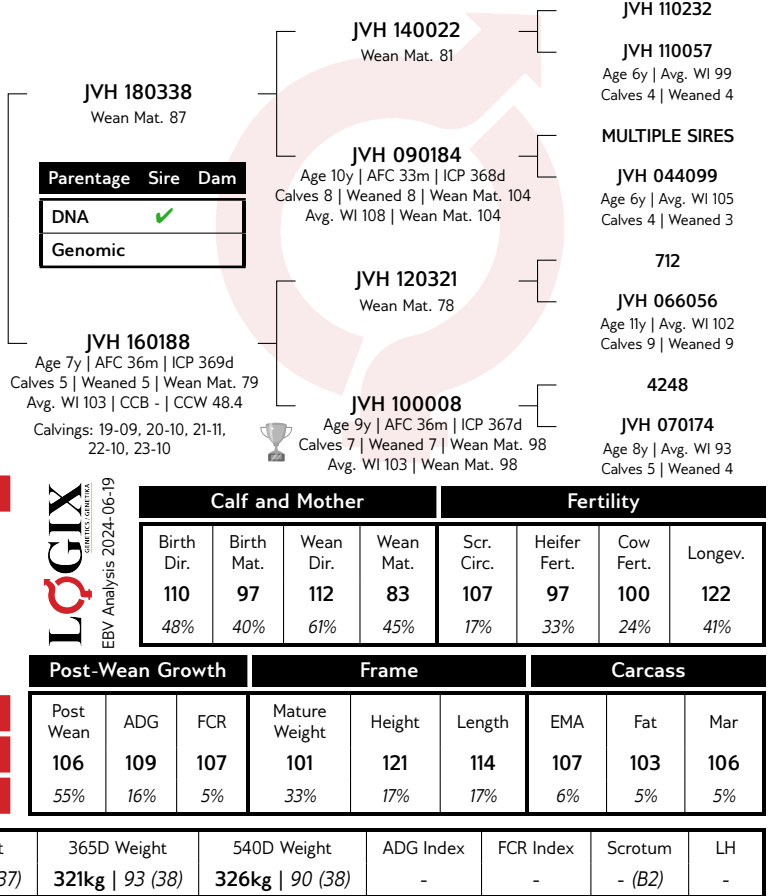 JVH 110232
JVH 140022
Wean Mat. 81
JVH 110057
Age 6y | Avg. WI 99
Calves 4 | Weaned 4
JVH 180338
Wean Mat. 87
MULTIPLE SIRES
JVH 090184
Age 10y | AFC 33m | ICP 368d
Calves 8 | Weaned 8 | Wean Mat. 104
Avg. WI 108 | Wean Mat. 104
JVH 044099
Age 6y | Avg. WI 105
Calves 4 | Weaned 3
Parentage Sire Dam
DNA ✔
Genomic
712
JVH 120321
Wean Mat. 78
JVH 066056
Age 11y | Avg. WI 102
Calves 9 | Weaned 9
JVH 160188
Age 7y | AFC 36m | ICP 369d
Calves 5 | Weaned 5 | Wean Mat. 79
Avg. WI 103 | CCB - | CCW 48.4
Calvings: 19-09, 20-10, 21-11,
22-10, 23-10
4248
JVH 100008
Age 9y | AFC 36m | ICP 367d
Calves 7 | Weaned 7 | Wean Mat. 98
Avg. WI 103 | Wean Mat. 98
JVH 070174
Age 8y | Avg. WI 93
Calves 5 | Weaned 4
LOGIX
GENETICS | GENETIKA
EBV Analysis 2024-06-19
Calf and Mother Fertility
Birth Dir. Birth Mat. Wean Dir. Wean Mat. Scr. Circ. Heifer Fert. Cow Fert. Longev.
110 97 112 83 107 97 100 122
48% 40% 61% 45% 17% 33% 24% 41%
Post-Wean Growth Frame Carcass
Post Wean ADG FCR Mature Weight Height Length EMA Fat Mar
106 109 107 101 121 114 107 103 106
55% 16% 5% 33% 17% 17% 6% 5% 5%
365D Weight 540D Weight ADG Index FCR Index Scrotum LH
321kg | 93 (38) 326kg | 90 (38) - - - (B2) -